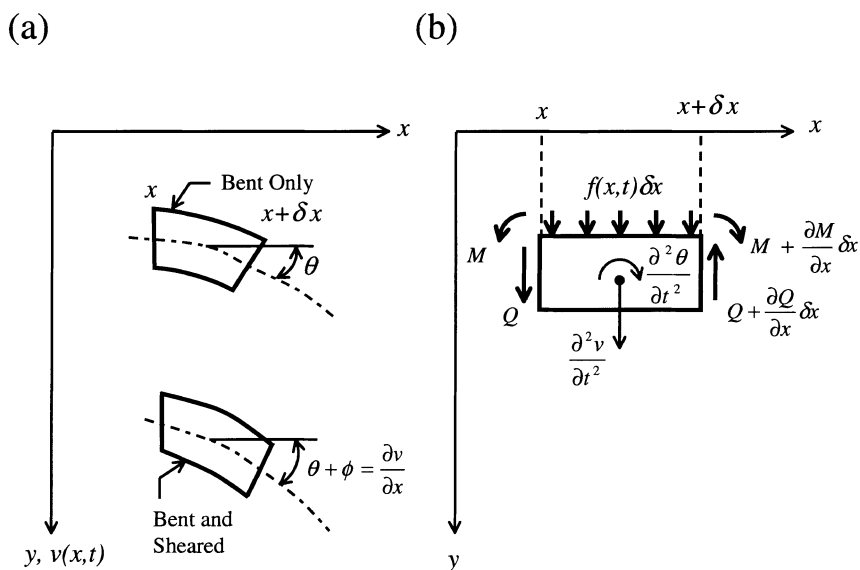 (a)
x
x
Bent Only
x+δx
θ
θ + ϕ = ∂v/∂x
Bent and
Sheared
y, v(x,t)
(b)
x
x+δx
x
f(x,t)δx
M
M + ∂M/∂x δx
∂²θ/∂t²
Q
Q + ∂Q/∂x δx
∂²v/∂t²
y